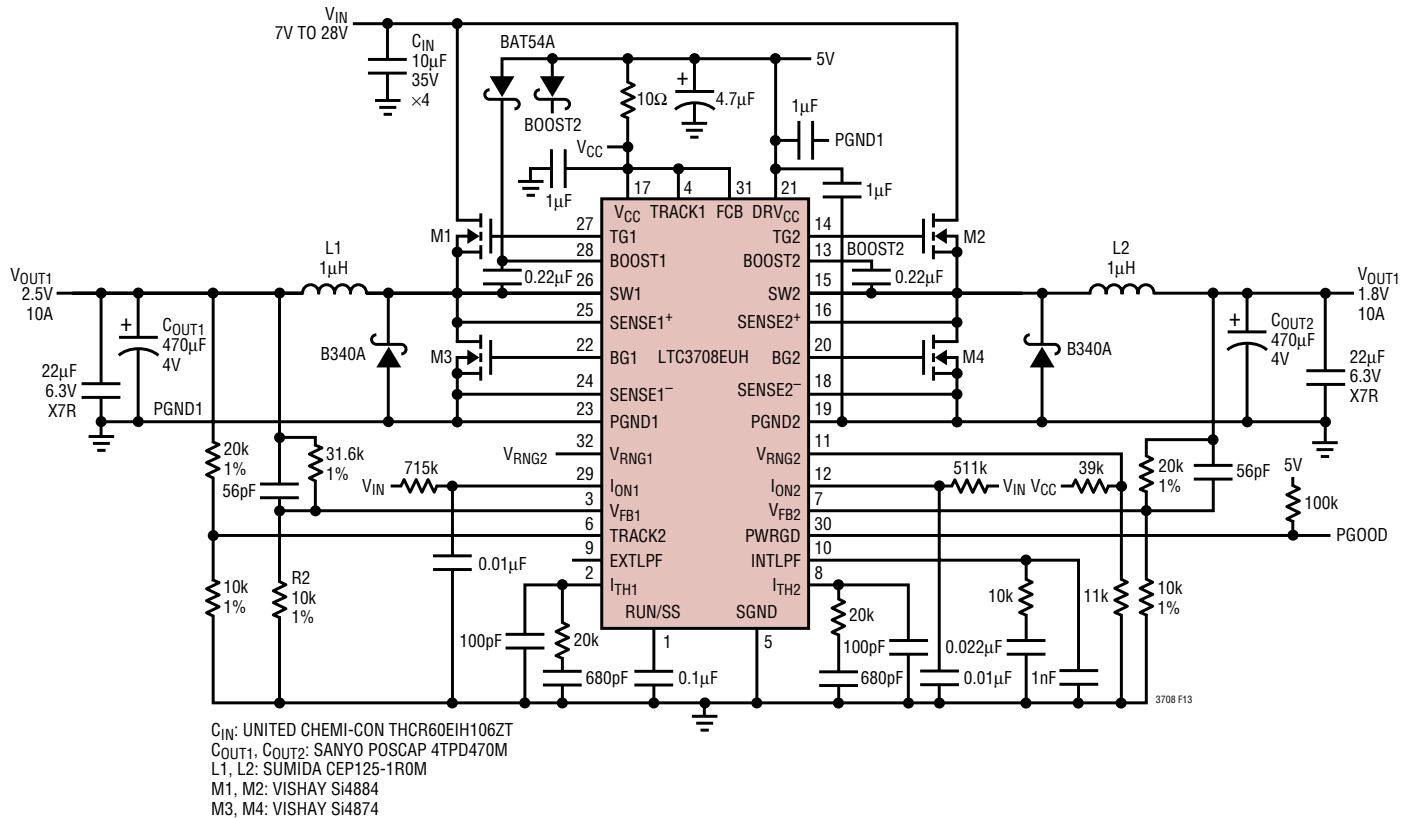 VIN
7V TO 28V
CIN
10µF
35V
×4
BAT54A
BOOST2
5V
10Ω
+
4.7µF
1µF
PGND1
VCC
1µF
1µF
17
4
31
21
VCC
TRACK1
FCB
DRVCC
M1
27
TG1
28
BOOST1
0.22µF
26
SW1
25
SENSE1+
22
BG1
24
SENSE1–
23
PGND1
32
VRNG1
29
ION1
3
VFB1
6
TRACK2
9
EXTLPF
2
ITH1
RUN/SS
1
SGND
5
LTC3708EUH
14
TG2
13
BOOST2
BOOST2
0.22µF
15
SW2
16
SENSE2+
20
BG2
18
SENSE2–
19
PGND2
11
VRNG2
12
ION2
7
VFB2
30
PWRGD
10
INTLPF
8
ITH2
M2
L1
1µH
VOUT1
2.5V
10A
+
COUT1
470µF
4V
22µF
6.3V
X7R
B340A
M3
PGND1
20k
1%
56pF
31.6k
1%
VRNG2
VIN
715k
0.01µF
10k
1%
R2
10k
1%
100pF
20k
680pF
0.1µF
L2
1µH
VOUT1
1.8V
10A
M4
B340A
+
COUT2
470µF
4V
22µF
6.3V
X7R
511k
VIN
VCC
39k
20k
1%
56pF
5V
100k
PGOOD
20k
100pF
680pF
10k
0.022µF
0.01µF
1nF
11k
10k
1%
3708 F13
CIN: UNITED CHEMI-CON THCR60EIH106ZT
COUT1, COUT2: SANYO POSCAP 4TPD470M
L1, L2: SUMIDA CEP125-1R0M
M1, M2: VISHAY Si4884
M3, M4: VISHAY Si4874